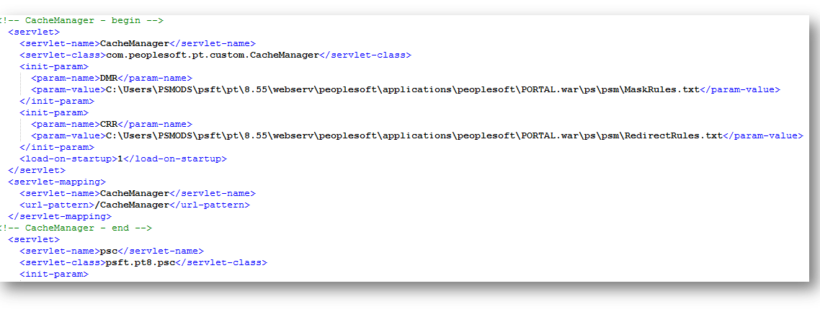 !-- CacheManager - begin -->
<servlet>
<servlet-name>CacheManager</servlet-name>
<servlet-class>com.peoplesoft.pt.custom.CacheManager</servlet-class>
<init-param>
<param-name>DMR</param-name>
<param-value>C:\Users\PSMODS\psft\pt\8.55\webserv\peoplesoft\applications\peoplesoft\PORTAL.war\ps\psm\MaskRules.txt</param-value>
</init-param>
<init-param>
<param-name>CRR</param-name>
<param-value>C:\Users\PSMODS\psft\pt\8.55\webserv\peoplesoft\applications\peoplesoft\PORTAL.war\ps\psm\RedirectRules.txt</param-value>
</init-param>
<load-on-startup>1</load-on-startup>
</servlet>
<servlet-mapping>
<servlet-name>CacheManager</servlet-name>
<url-pattern>/CacheManager</url-pattern>
</servlet-mapping>
!-- CacheManager - end -->
<servlet>
<servlet-name>psc</servlet-name>
<servlet-class>psft.pt8.psc</servlet-class>
<init-param>